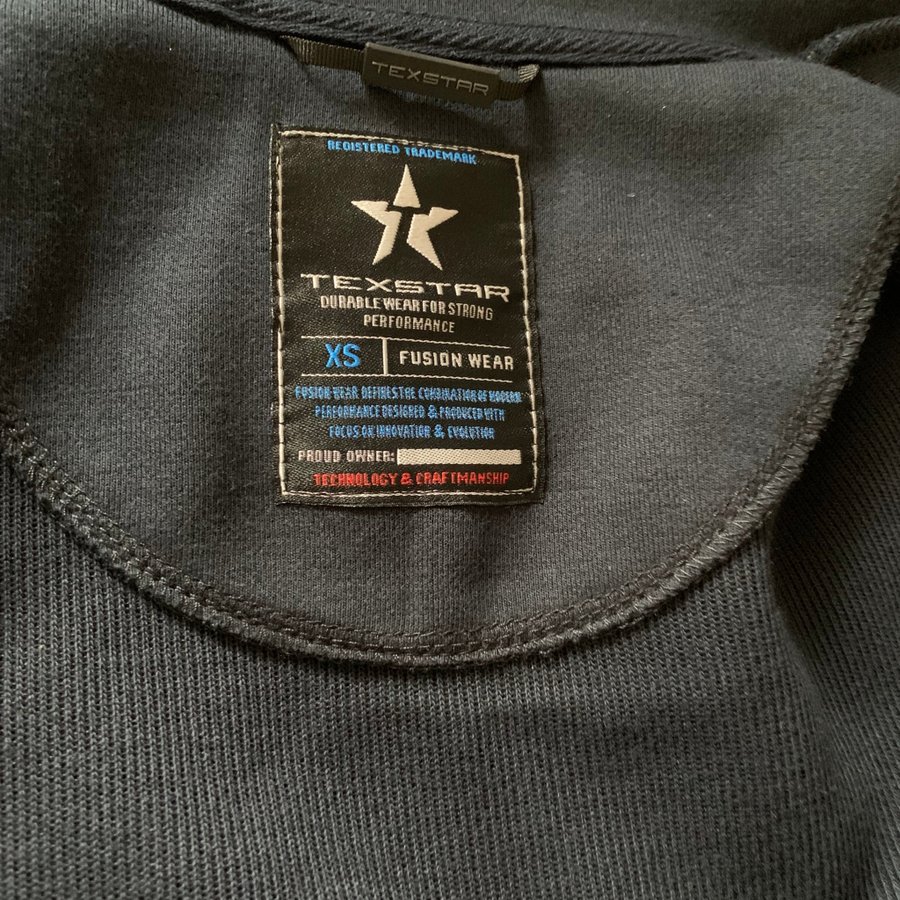 TEXSTAR
REGISTERED TRADEMARK
TEXSTAR
DURABLE WEAR FOR STRONG
PERFORMANCE
XS FUSION WEAR
FUSION WEAR DEFINES THE COMBINATION OF MODERN
PERFORMANCE DESIGNED & PRODUCED WITH
FOCUS ON INNOVATION & EVOLUTION
PROUD OWNER:
TECHNOLOGY & CRAFTMANSHIP